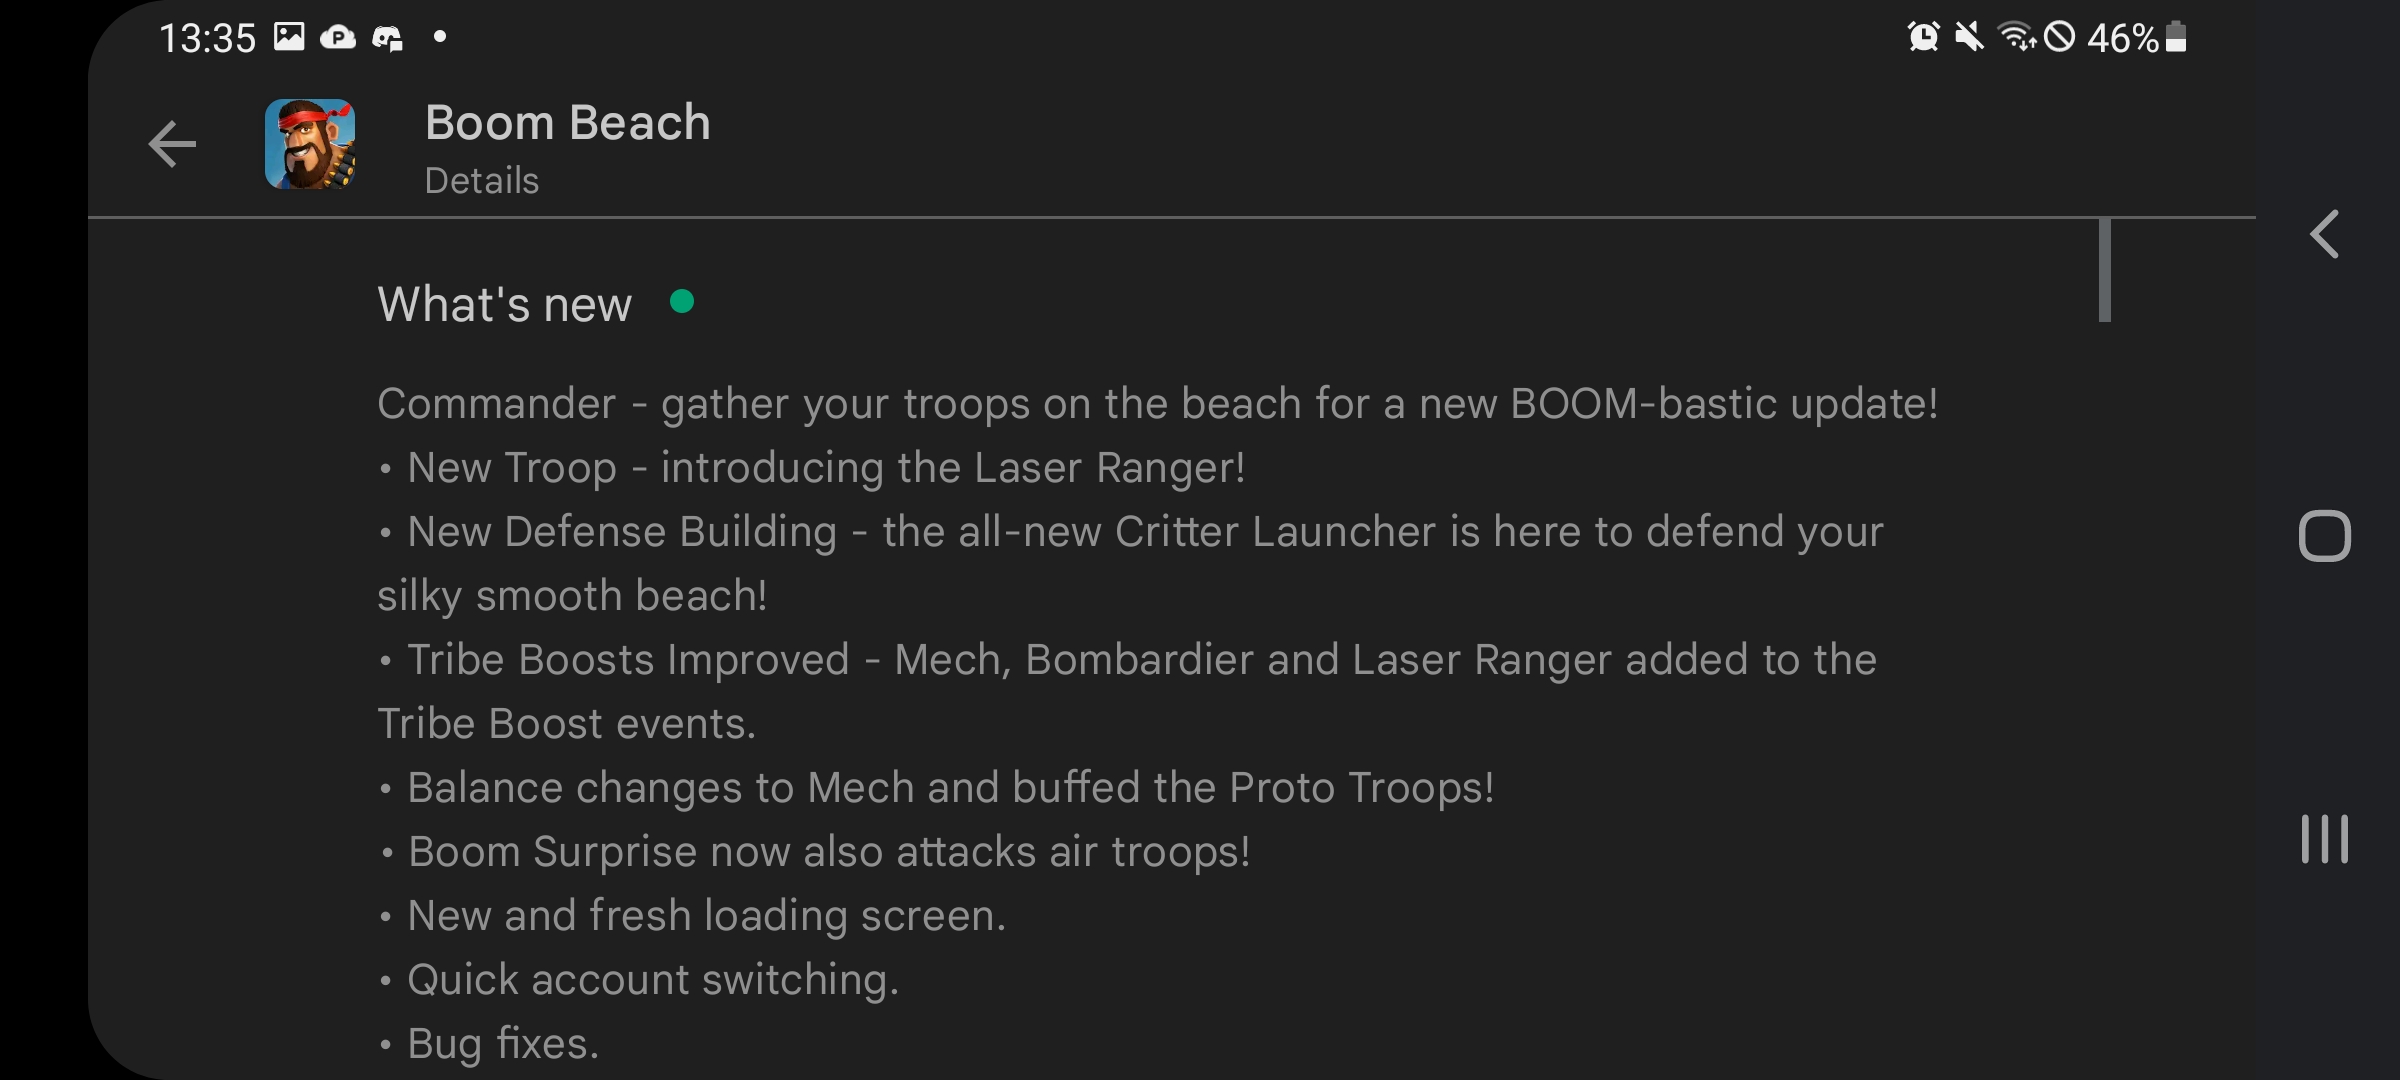 13:35 P 46%
Boom Beach
Details
What's new
Commander - gather your troops on the beach for a new BOOM-bastic update!
• New Troop - introducing the Laser Ranger!
• New Defense Building - the all-new Critter Launcher is here to defend your
silky smooth beach!
• Tribe Boosts Improved - Mech, Bombardier and Laser Ranger added to the
Tribe Boost events.
• Balance changes to Mech and buffed the Proto Troops!
• Boom Surprise now also attacks air troops!
• New and fresh loading screen.
• Quick account switching.
• Bug fixes.